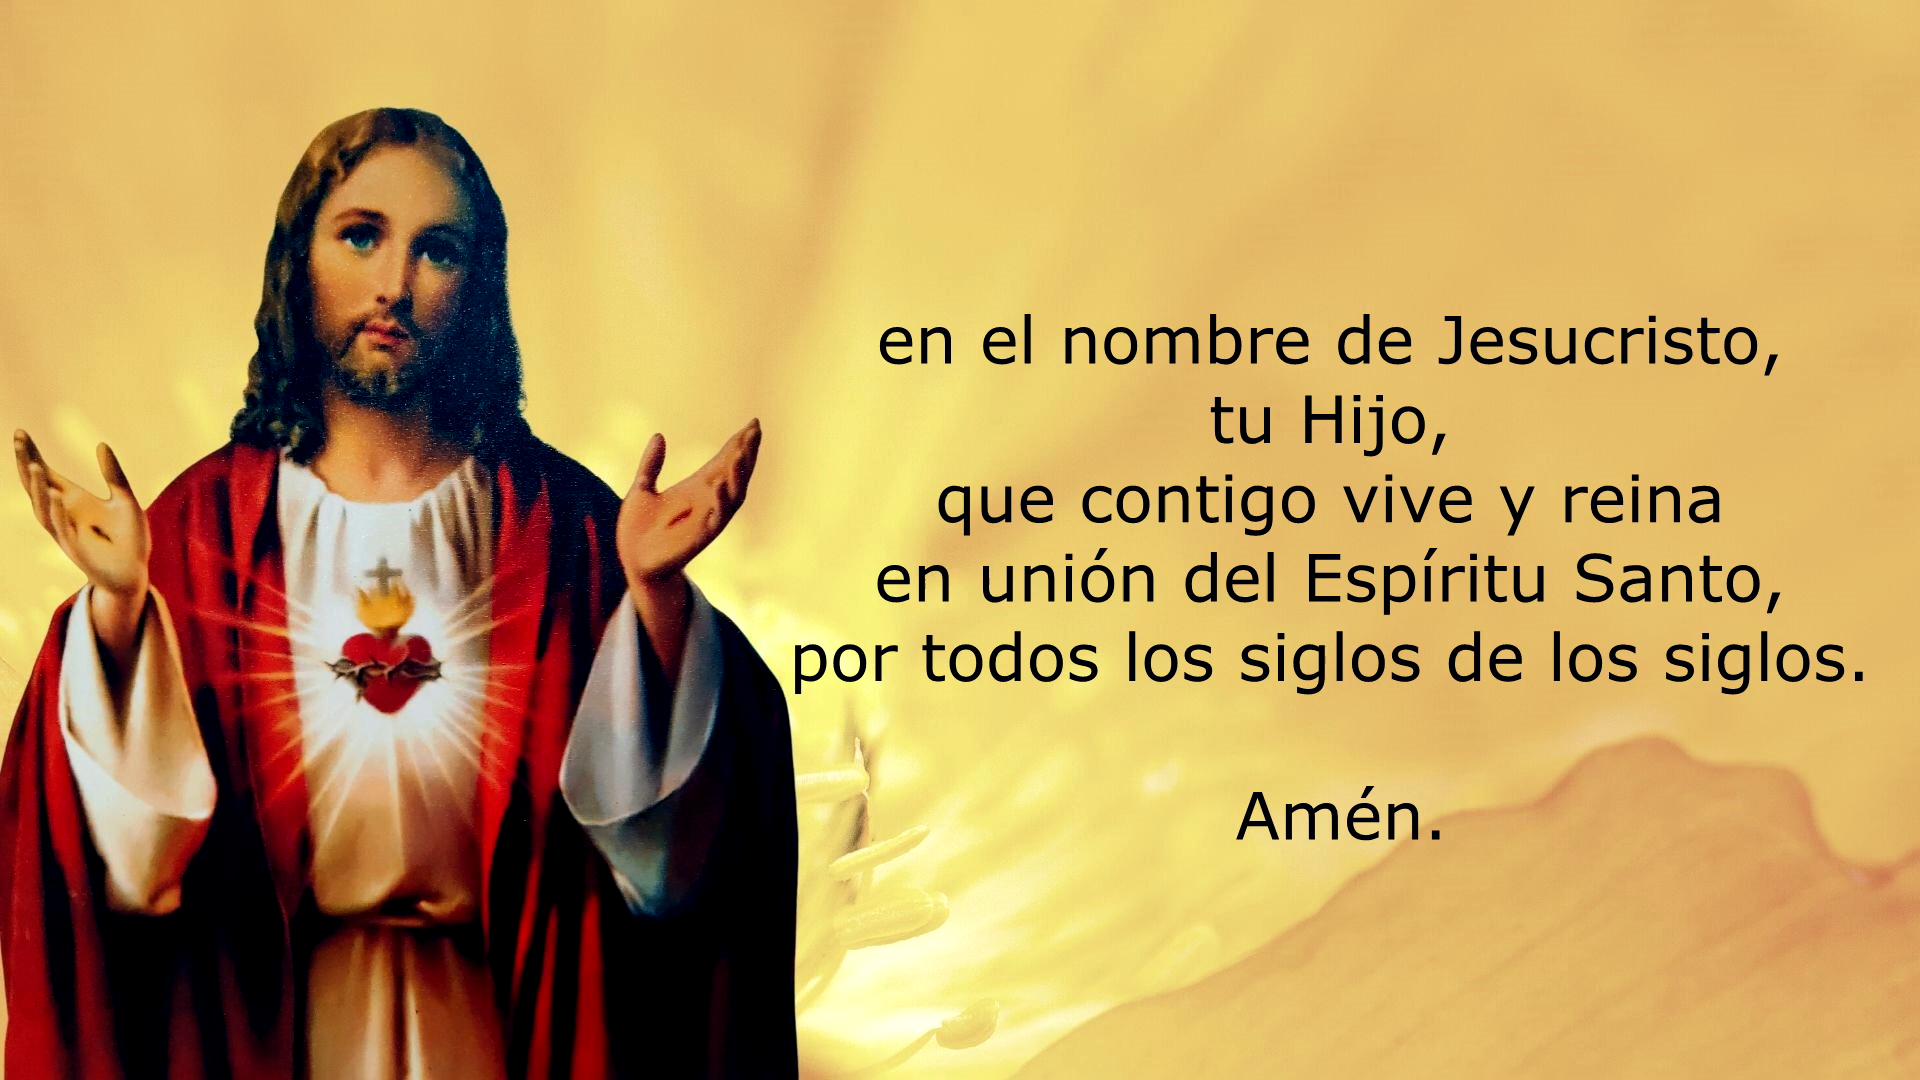 en el nombre de Jesucristo,
tu Hijo,
que contigo vive y reina
en unión del Espíritu Santo,
por todos los siglos de los siglos.
Amén.